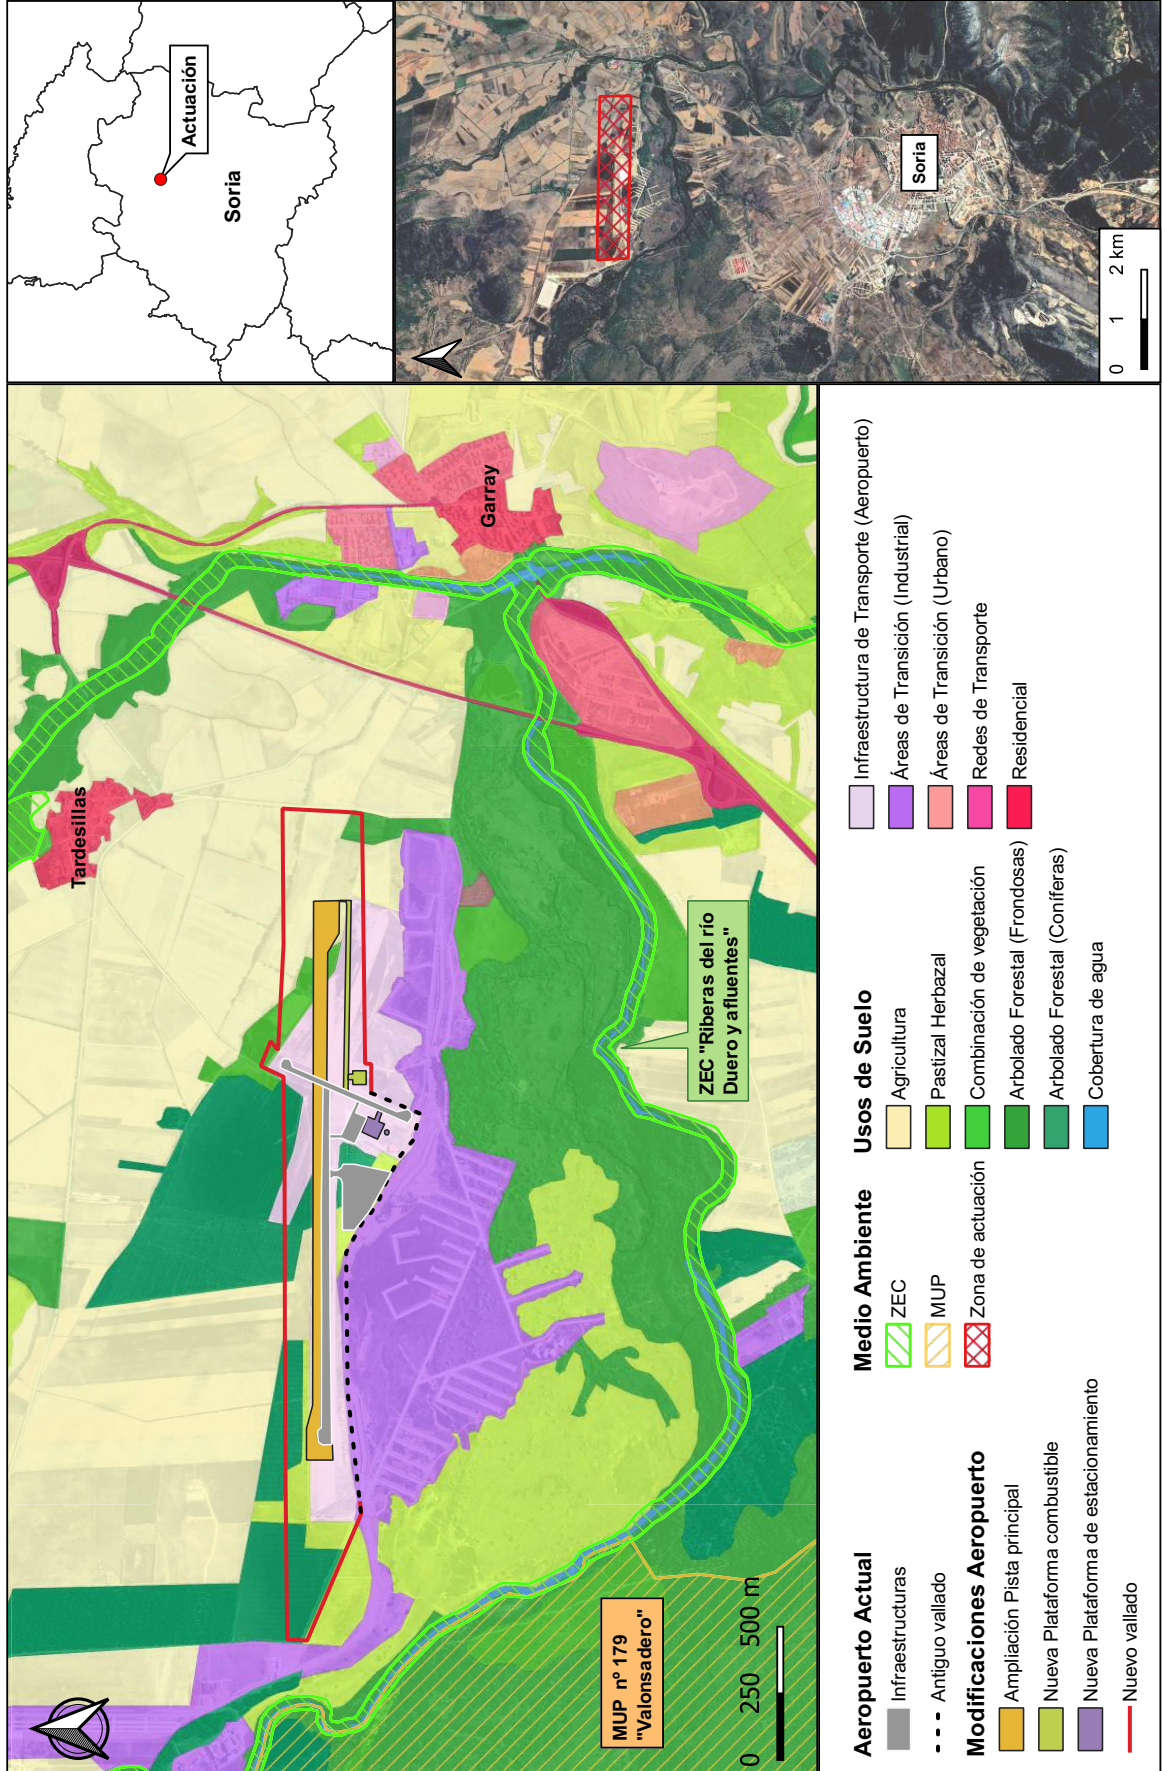 Actuación
Soria
Soria
0 1 2 km
Tardesillas
Garray
ZEC "Riberas del río
Duero y afluentes"
MUP nº 179
"Valonsadero"
0 250 500 m
Aeropuerto Actual
Infraestructuras
Antiguo vallado
Modificaciones Aeropuerto
Ampliación Pista principal
Nueva Plataforma combustible
Nueva Plataforma de estacionamiento
Nuevo vallado
Medio Ambiente
ZEC
MUP
Zona de actuación
Usos de Suelo
Agricultura
Pastizal Herbazal
Combinación de vegetación
Arbolado Forestal (Frondosas)
Arbolado Forestal (Coníferas)
Cobertura de agua
Infraestructura de Transporte (Aeropuerto)
Áreas de Transición (Industrial)
Áreas de Transición (Urbano)
Redes de Transporte
Residencial